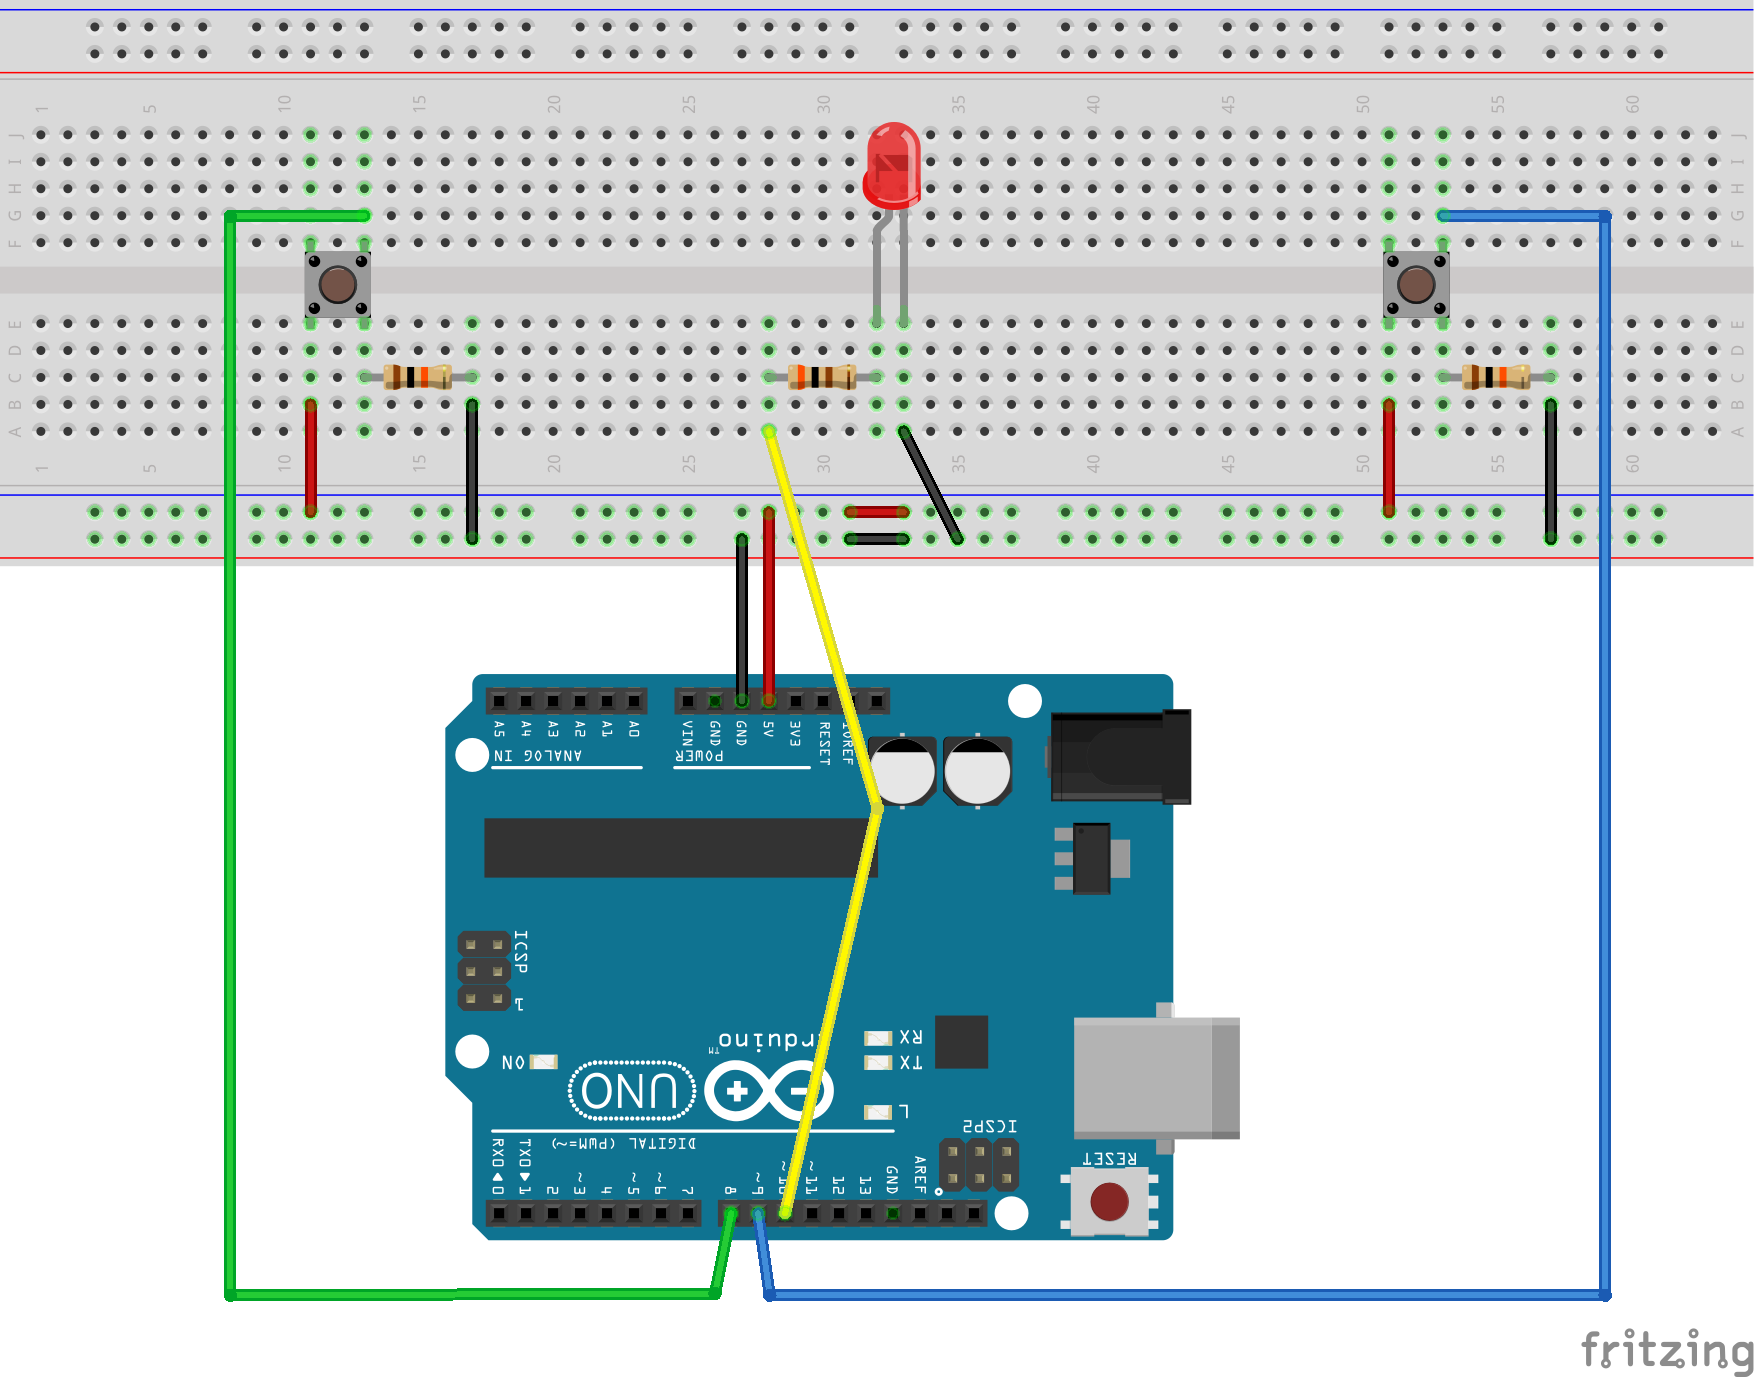 1 5 10 15 20 25 30 35 40 45 50 55 60
J J
I I
H H
G G
F F
E E
D D
C C
B B
A A
1 5 10 15 20 25 30 35 40 45 50 55 60
A5 A4 A3 A2 A1 A0 VIN GND GND 5V 3V3 RESET IOREF
ANALOG IN POWER
ICSP
1
Arduino™
RX
ON TX
UNO
L
ICSP2
DIGITAL (PWM=~)
RESET
RX0 TX0
0 1 2 ~3 4 ~5 ~6 7 8 ~9 ~10 ~11 12 13 GND AREF
fritzing